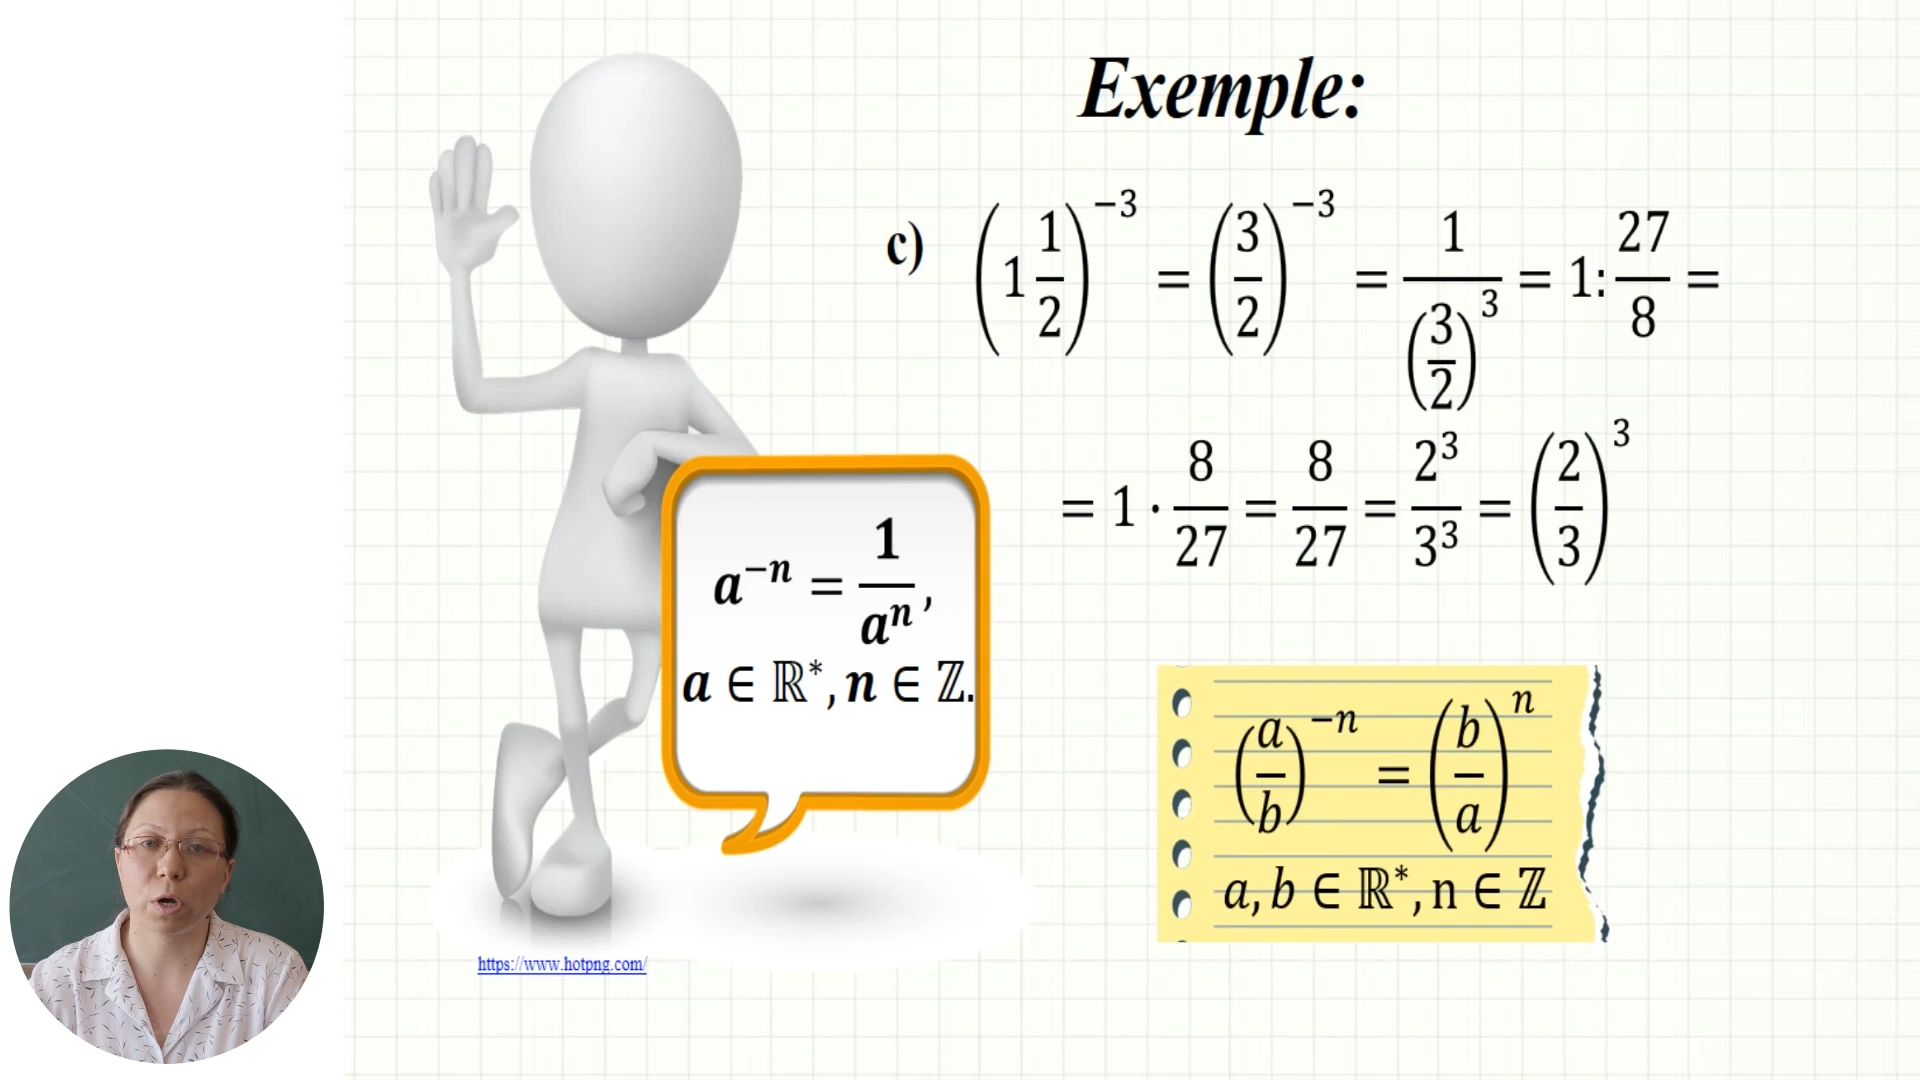 Exemple:
c) (1 1/2)^−3 = (3/2)^−3 = 1/(3/2)^3 = 1: 27/8 =
= 1 · 8/27 = 8/27 = 2^3/3^3 = (2/3)^3
a^−n = 1/a^n,
a ∈ ℝ*, n ∈ ℤ.
(a/b)^−n = (b/a)^n
a, b ∈ ℝ*, n ∈ ℤ
https://www.hotpng.com/